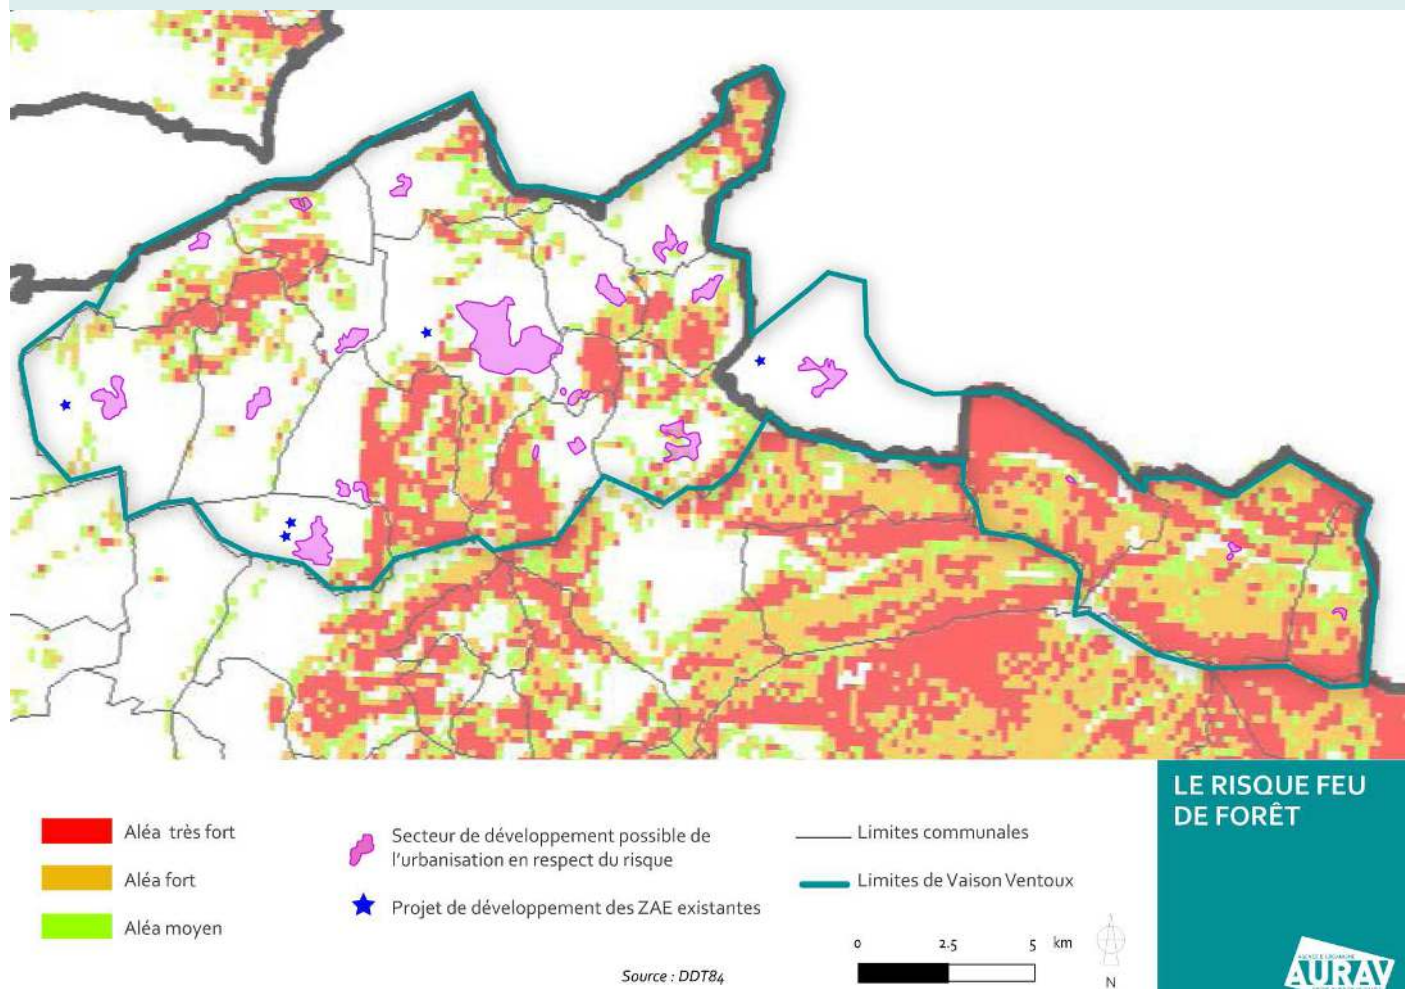 LE RISQUE FEU
DE FORÊT
Aléa très fort
Aléa fort
Aléa moyen
Secteur de développement possible de
l'urbanisation en respect du risque
Projet de développement des ZAE existantes
Limites communales
Limites de Vaison Ventoux
0 2.5 5 km
N
Source : DDT84
AURAV